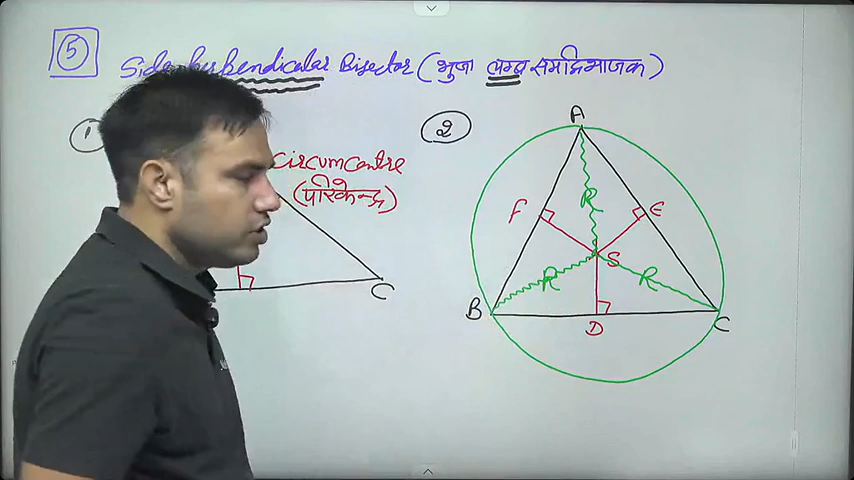 5
Side perpendicular Bisector (भुजा लम्ब समद्विभाजक)
1
circumcentre
(परिकेन्द्र)
C
2
A
F
R
E
S
R
R
B
D
C